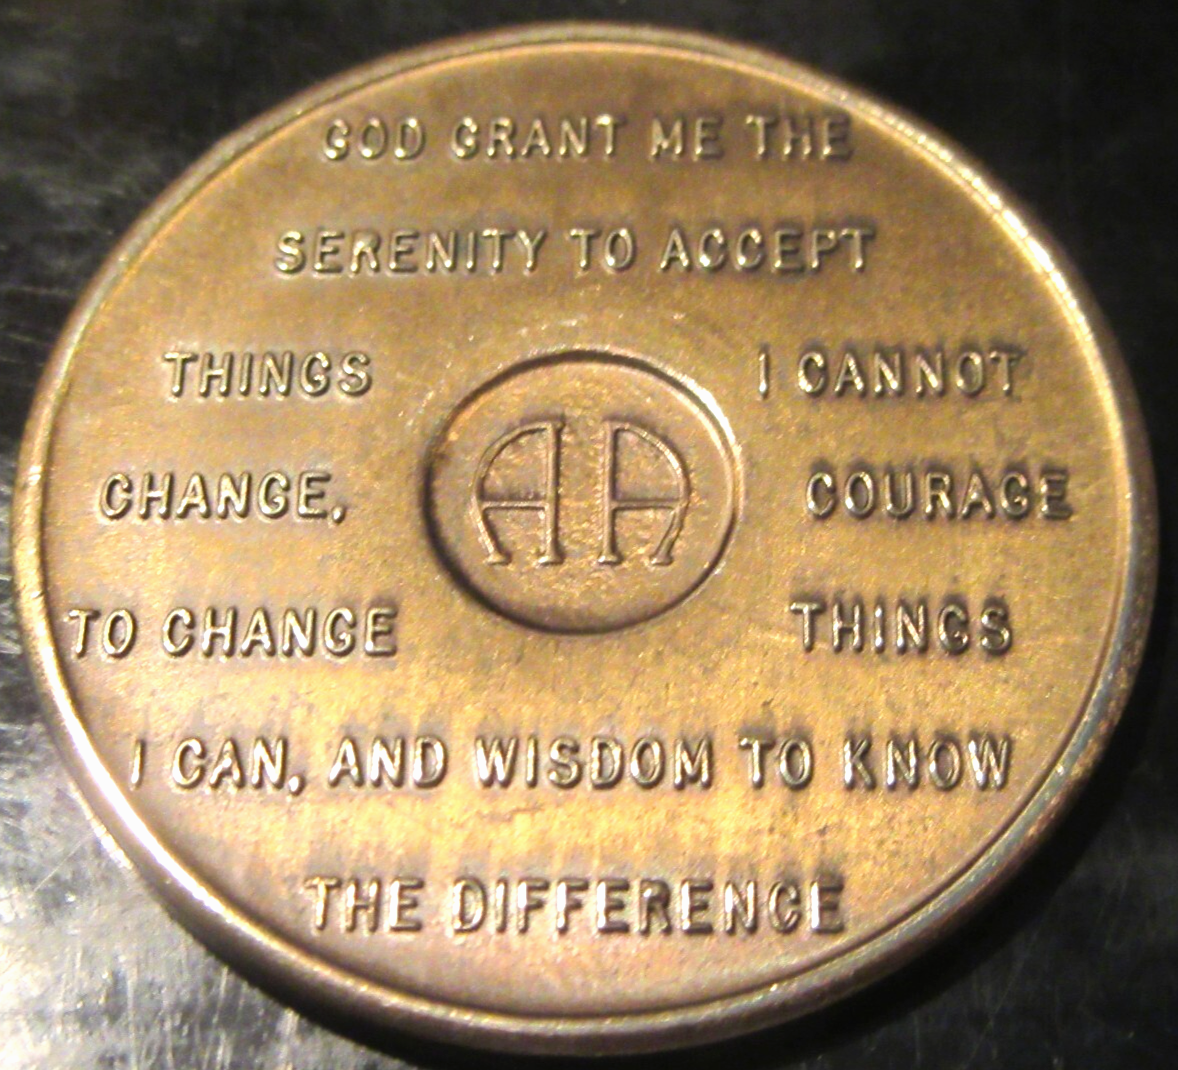 GOD GRANT ME THE
SERENITY TO ACCEPT
THINGS I CANNOT
CHANGE, AA COURAGE
TO CHANGE THINGS
I CAN, AND WISDOM TO KNOW
THE DIFFERENCE